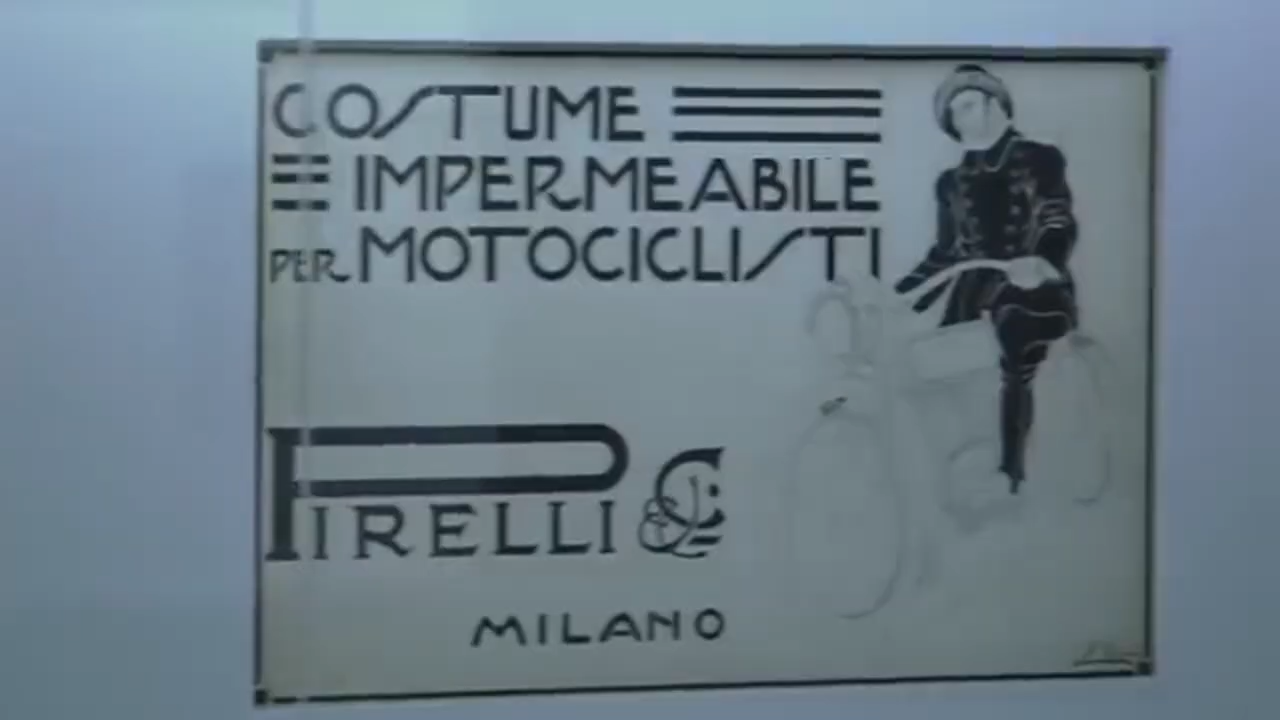 COSTUME
IMPERMEABILE
PER MOTOCICLISTI
PIRELLI & C.
MILANO